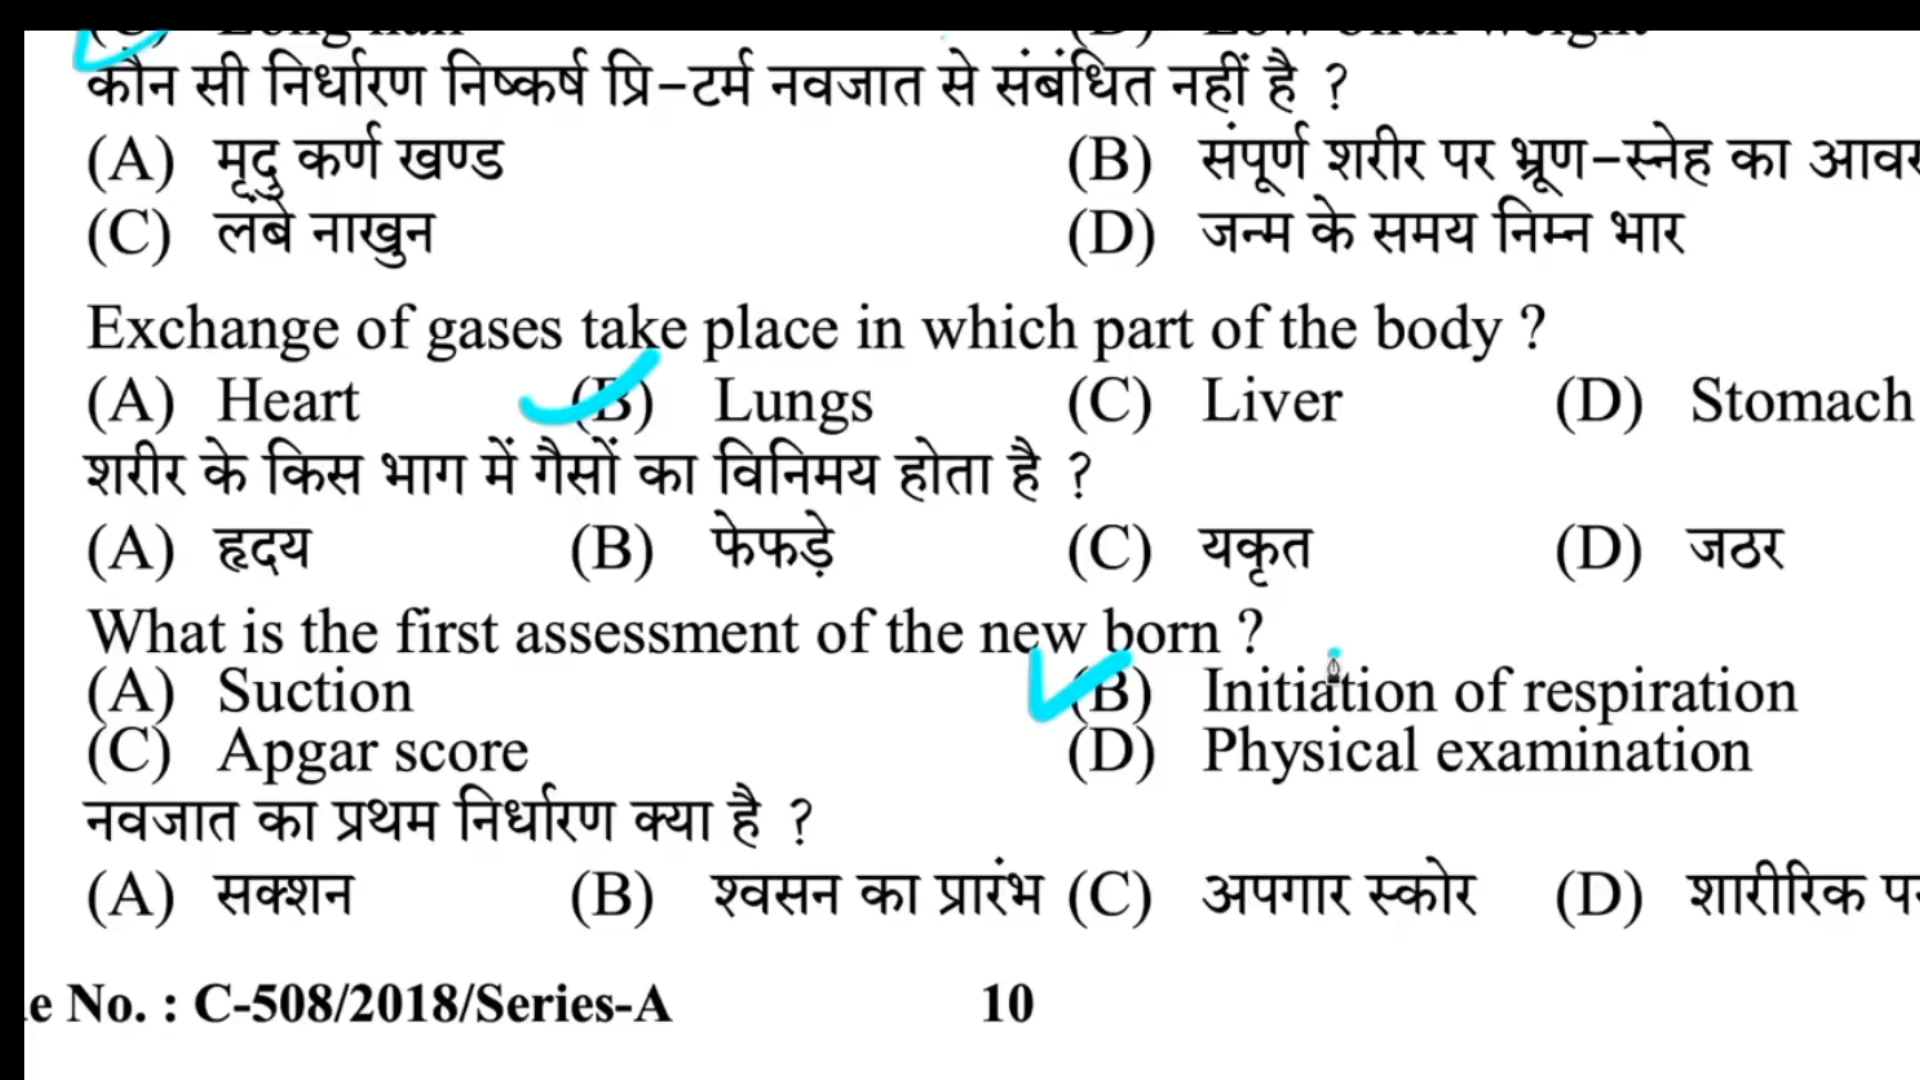 कौन सी निर्धारण निष्कर्ष प्रि-टर्म नवजात से संबंधित नहीं है ?
(A) मृदु कर्ण खण्ड (B) संपूर्ण शरीर पर भ्रूण-स्नेह का
(C) लंबे नाखुन (D) जन्म के समय निम्न भार
Exchange of gases take place in which part of the body ?
(A) Heart (B) Lungs (C) Liver (D) Stomach
शरीर के किस भाग में गैसों का विनिमय होता है ?
(A) हृदय (B) फेफड़े (C) यकृत (D) जठर
What is the first assessment of the new born ?
(A) Suction (B) Initiation of respiration
(C) Apgar score (D) Physical examination
नवजात का प्रथम निर्धारण क्या है ?
(A) सक्शन (B) श्वसन का प्रारंभ (C) अपगार स्कोर (D) शारीरिक
e No. : C-508/2018/Series-A 10